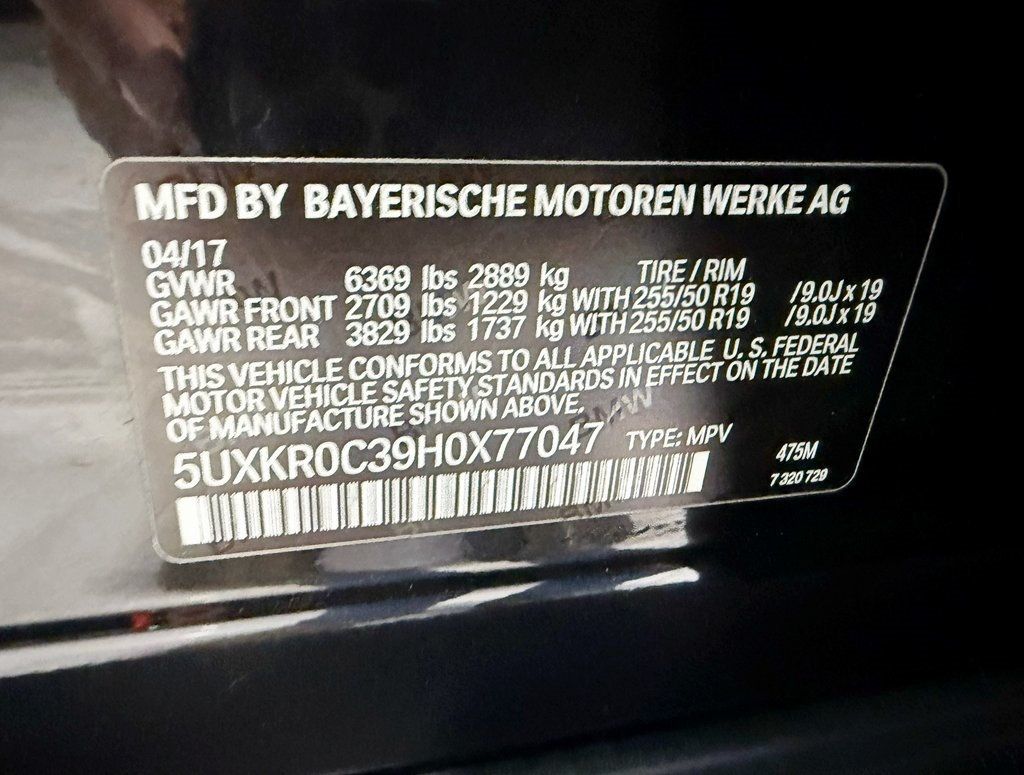 MFD BY BAYERISCHE MOTOREN WERKE AG
04/17
GVWR 6369 lbs 2889 kg TIRE / RIM
GAWR FRONT 2709 lbs 1229 kg WITH 255/50 R19 /9.0J x 19
GAWR REAR 3829 lbs 1737 kg WITH 255/50 R19 /9.0J x 19
THIS VEHICLE CONFORMS TO ALL APPLICABLE U. S. FEDERAL
MOTOR VEHICLE SAFETY STANDARDS IN EFFECT ON THE DATE
OF MANUFACTURE SHOWN ABOVE.
5UXKR0C39H0X77047 TYPE: MPV 475M
7 320 729